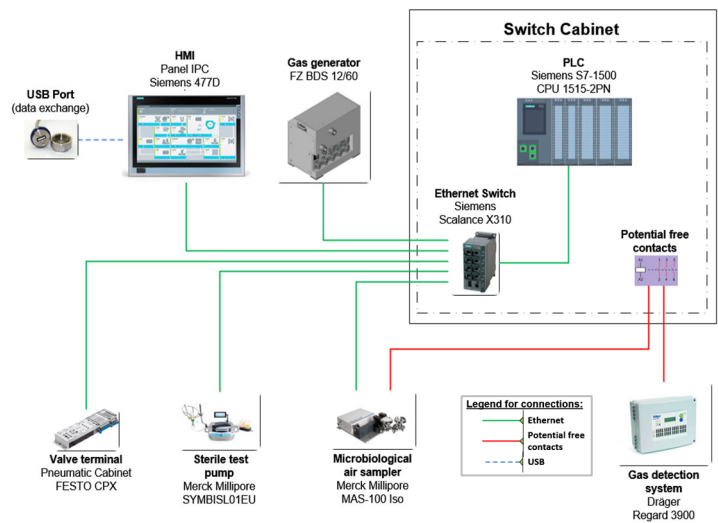 Switch Cabinet
HMI
Panel IPC
Siemens 477D
Gas generator
FZ BDS 12/60
PLC
Siemens S7-1500
CPU 1515-2PN
USB Port
(data exchange)
Ethernet Switch
Siemens
Scalance X310
Potential free
contacts
Valve terminal
Pneumatic Cabinet
FESTO CPX
Sterile test
pump
Merck Millipore
SYMBISL01EU
Microbiological
air sampler
Merck Millipore
MAS-100 Iso
Legend for connections:
Ethernet
Potential free
contacts
USB
Gas detection
system
Dräger
Regard 3900